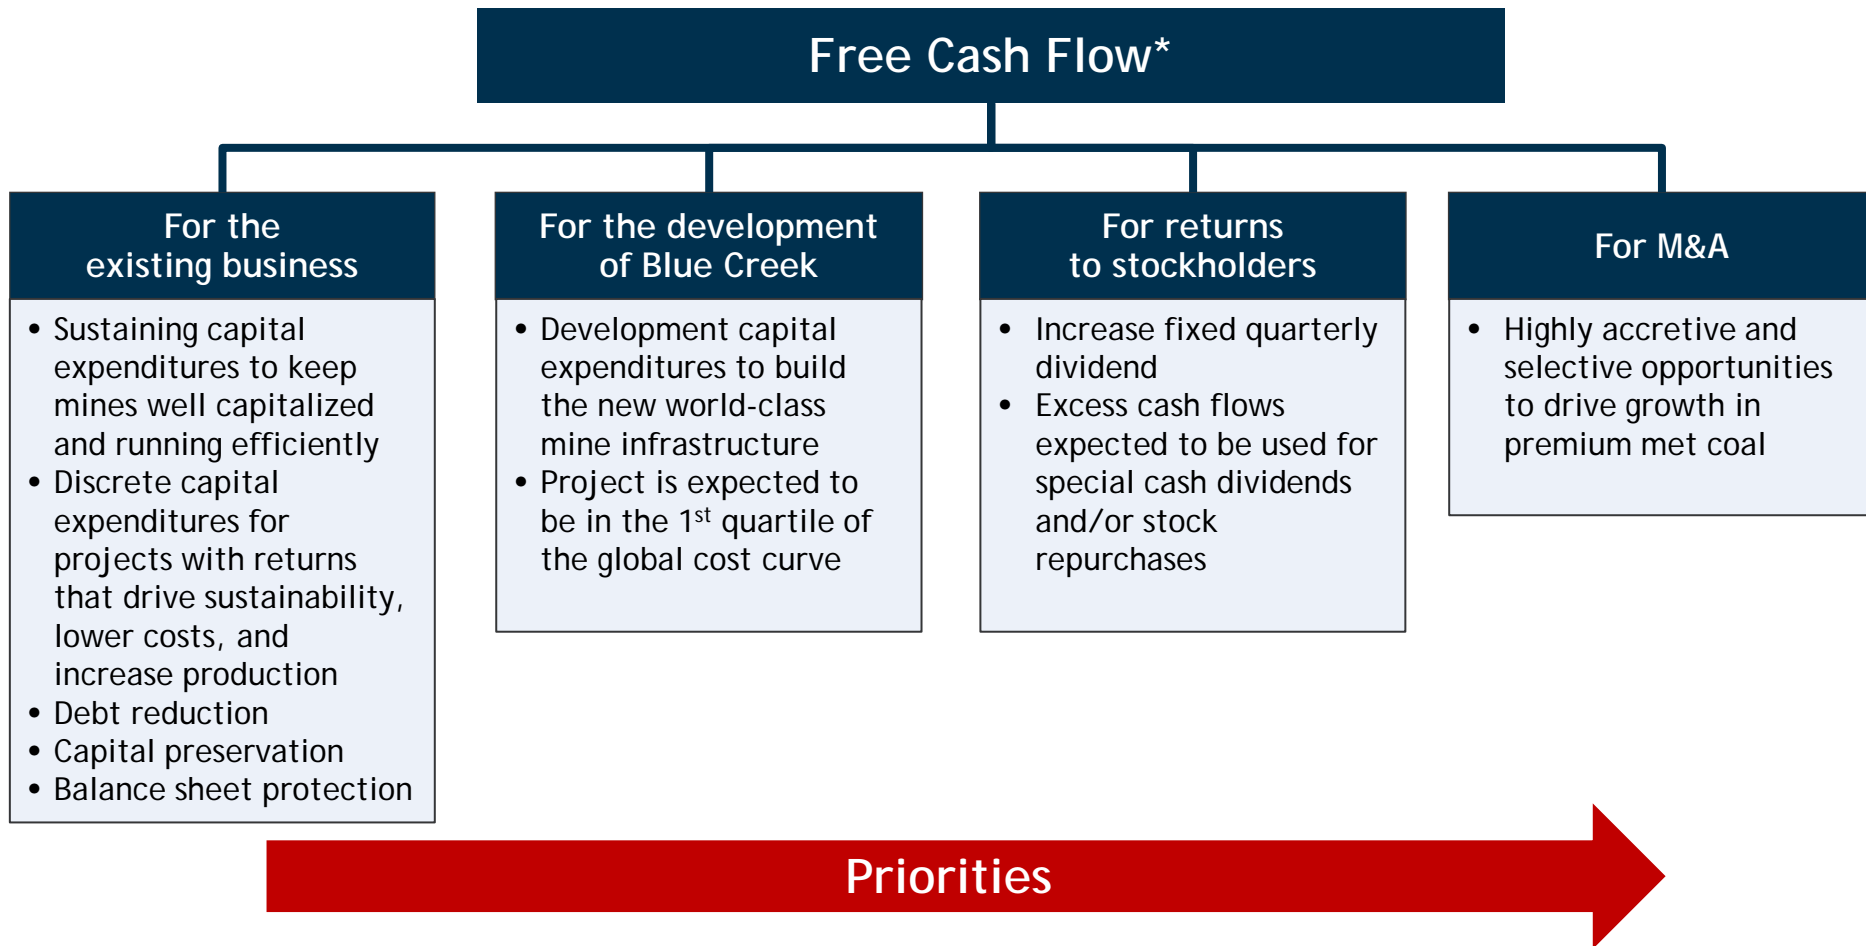 Free Cash Flow*
For the
existing business
• Sustaining capital
expenditures to keep
mines well capitalized
and running efficiently
• Discrete capital
expenditures for
projects with returns
that drive sustainability,
lower costs, and
increase production
• Debt reduction
• Capital preservation
• Balance sheet protection
For the development
of Blue Creek
• Development capital
expenditures to build
the new world-class
mine infrastructure
• Project is expected to
be in the 1st quartile of
the global cost curve
For returns
to stockholders
• Increase fixed quarterly
dividend
• Excess cash flows
expected to be used for
special cash dividends
and/or stock
repurchases
For M&A
• Highly accretive and
selective opportunities
to drive growth in
premium met coal
Priorities